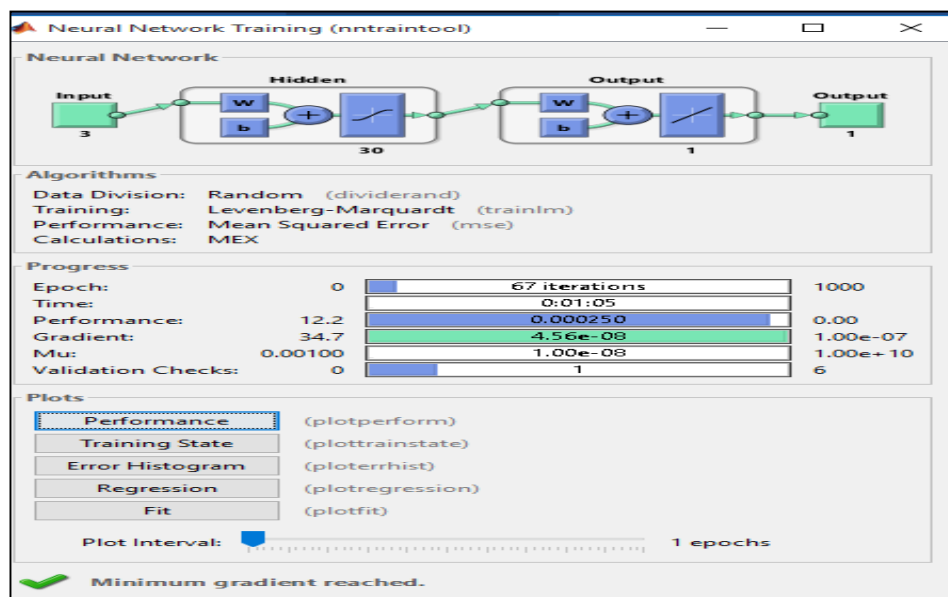 Neural Network Training (nntraintool)
Neural Network
Hidden
Output
Input
W
b
+
W
b
+
Output
3
30
1
1
Algorithms
Data Division: Random (dividerand)
Training: Levenberg-Marquardt (trainlm)
Performance: Mean Squared Error (mse)
Calculations: MEX
Progress
Epoch: 0 67 iterations 1000
Time: 0:01:05
Performance: 12.2 0.000250 0.00
Gradient: 34.7 4.56e-08 1.00e-07
Mu: 0.00100 1.00e-08 1.00e+10
Validation Checks: 0 1 6
Plots
Performance (plotperform)
Training State (plottrainstate)
Error Histogram (ploterrhist)
Regression (plotregression)
Fit (plotfit)
Plot Interval: 1 epochs
Minimum gradient reached.